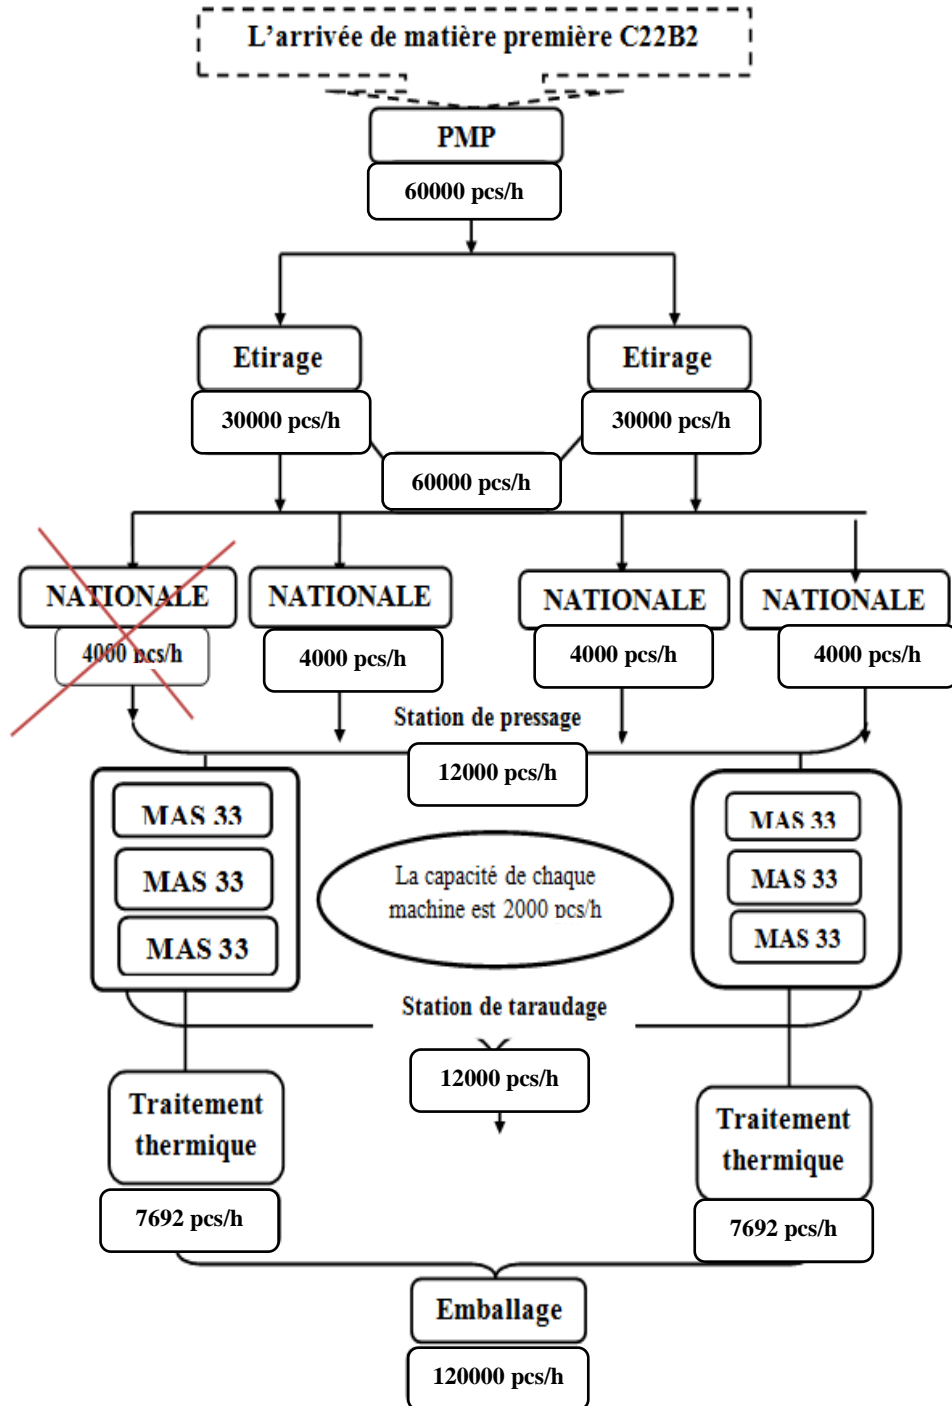 L’arrivée de matière première C22B2
PMP
60000 pcs/h
Etirage
Etirage
30000 pcs/h
30000 pcs/h
60000 pcs/h
NATIONALE
NATIONALE
NATIONALE
NATIONALE
4000 pcs/h
4000 pcs/h
4000 pcs/h
4000 pcs/h
Station de pressage
12000 pcs/h
MAS 33
MAS 33
MAS 33
MAS 33
MAS 33
MAS 33
La capacité de chaque
machine est 2000 pcs/h
Station de taraudage
12000 pcs/h
Traitement
thermique
Traitement
thermique
7692 pcs/h
7692 pcs/h
Emballage
120000 pcs/h